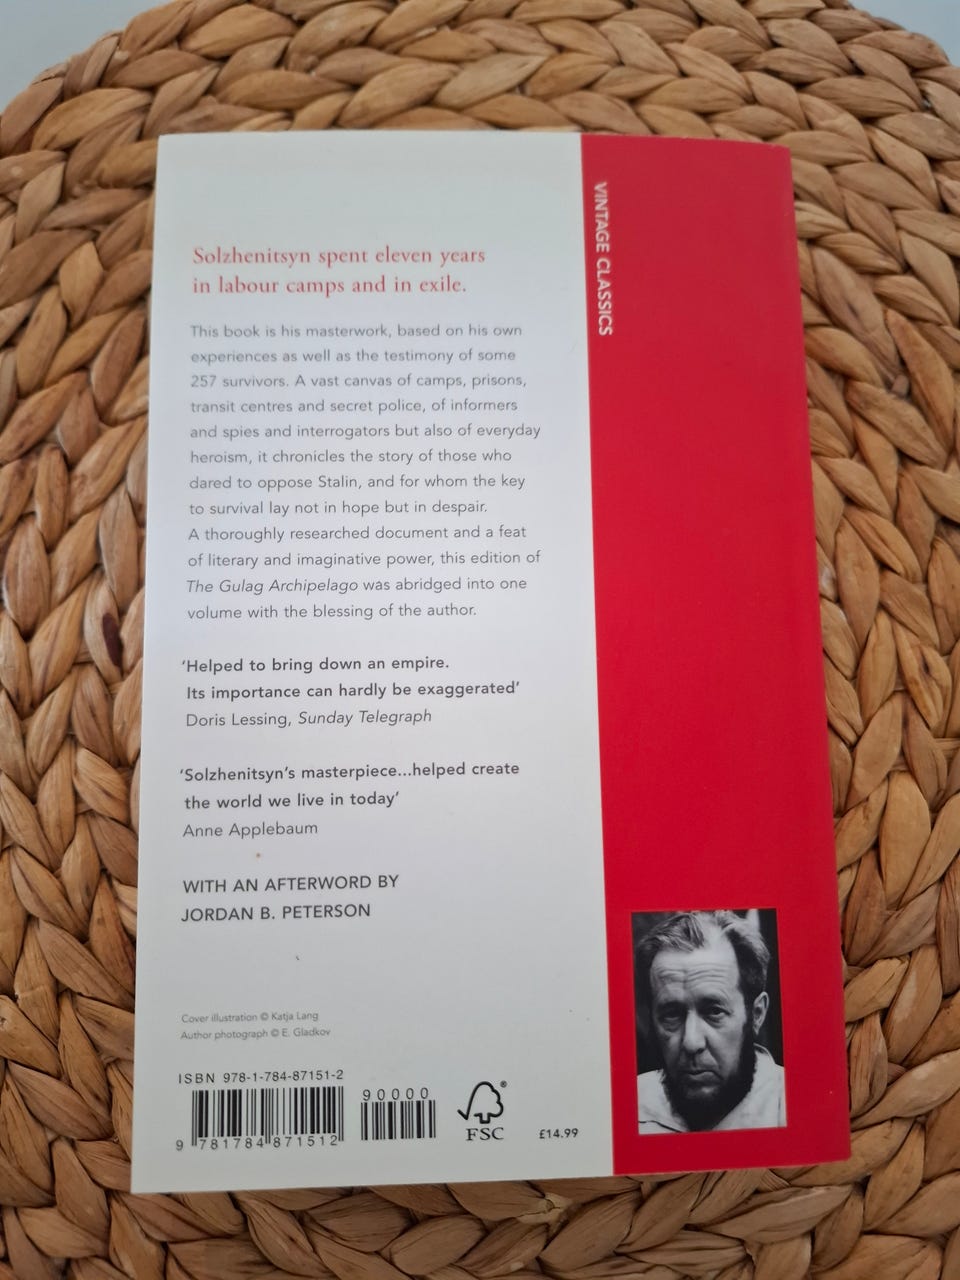 Solzhenitsyn spent eleven years
in labour camps and in exile.
This book is his masterwork, based on his own
experiences as well as the testimony of some
257 survivors. A vast canvas of camps, prisons,
transit centres and secret police, of informers
and spies and interrogators but also of everyday
heroism, it chronicles the story of those who
dared to oppose Stalin, and for whom the key
to survival lay not in hope but in despair.
A thoroughly researched document and a feat
of literary and imaginative power, this edition of
The Gulag Archipelago was abridged into one
volume with the blessing of the author.
‘Helped to bring down an empire.
Its importance can hardly be exaggerated’
Doris Lessing, Sunday Telegraph
‘Solzhenitsyn’s masterpiece...helped create
the world we live in today’
Anne Applebaum
WITH AN AFTERWORD BY
JORDAN B. PETERSON
Cover illustration © Katja Lang
Author photograph © E. Gladkov
ISBN 978-1-784-87151-2
90000
9 781784 871512
FSC®
£14.99
VINTAGE CLASSICS